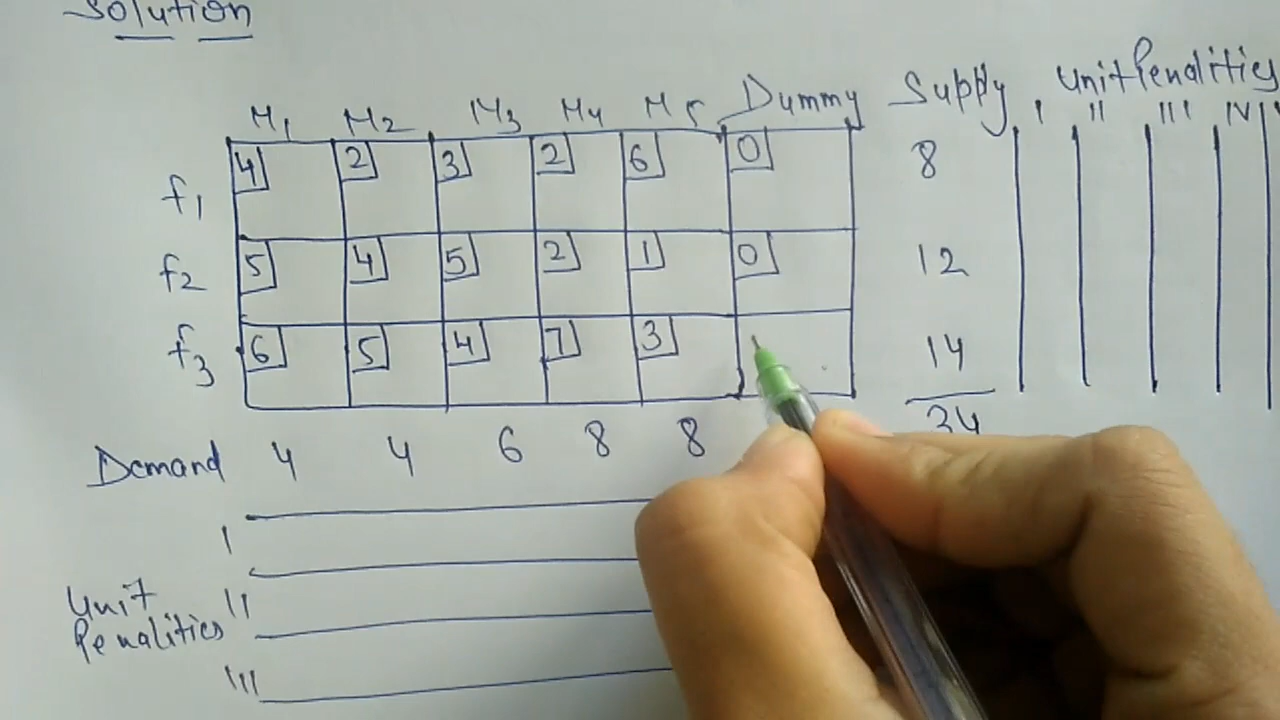 Solution
M1 M2 M3 M4 M5 Dummy Supply Unit Penalities
I II III IV V
f1 4 2 3 2 6 0 8
f2 5 4 5 2 1 0 12
f3 6 5 4 7 3 14
34
Demand 4 4 6 8 8
I
Unit II
Penalities
III